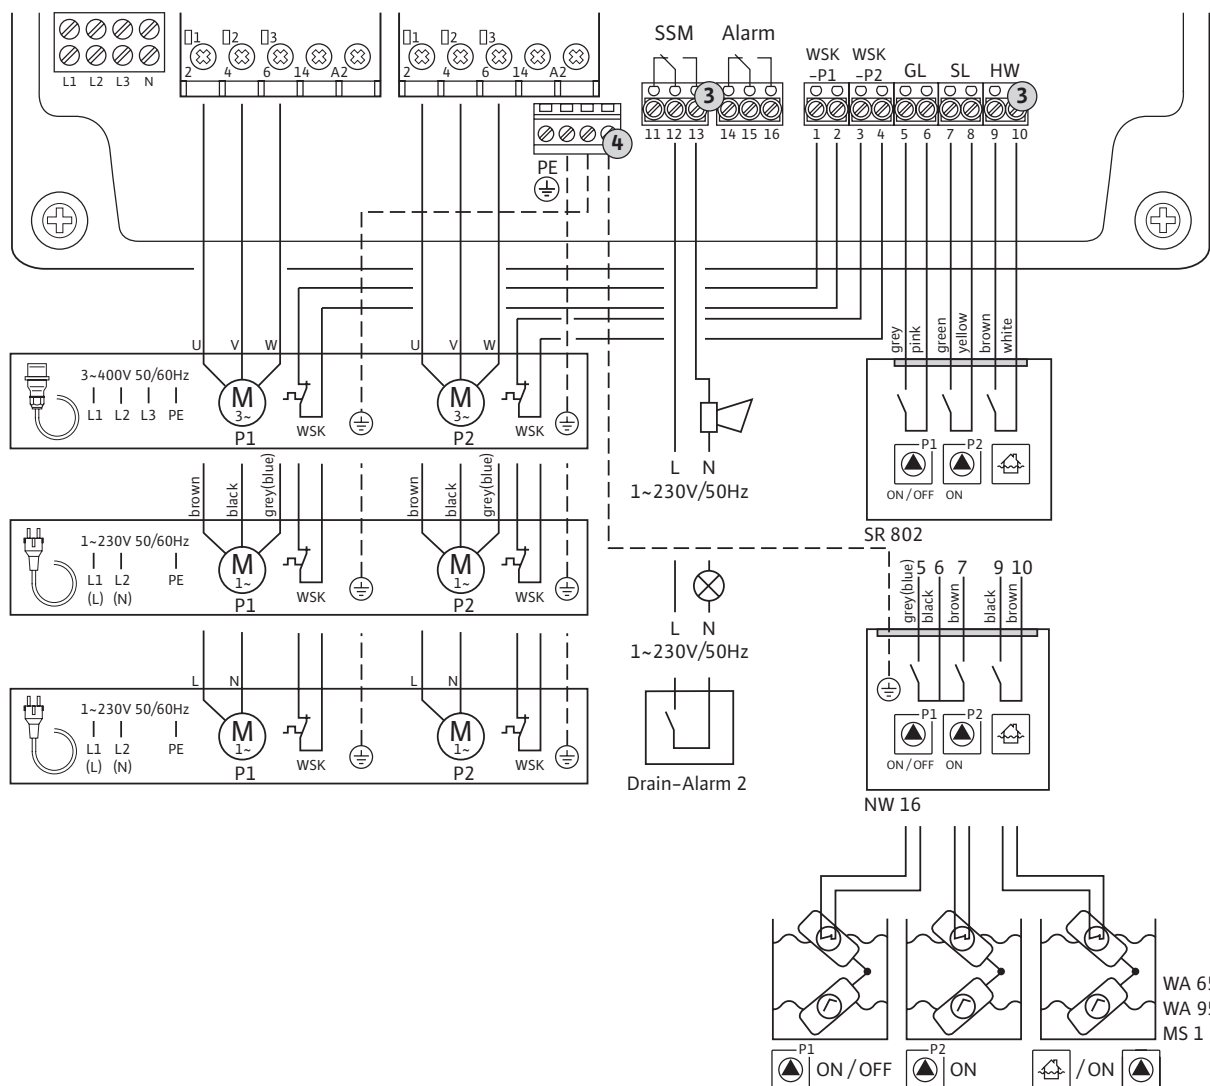 SSM Alarm
1 2 3 1 2 3
WSK WSK
-P1 -P2 GL SL HW
L1 L2 L3 N
2 4 6 14 A2 2 4 6 14 A2
3 3
11 12 13 14 15 16 1 2 3 4 5 6 7 8 9 10
4
PE
grey pink green yellow brown white
U V W U V W
3~400V 50/60Hz
L1 L2 L3 PE
M 3~ M 3~
P1 WSK P2 WSK
P1 P2
ON/OFF ON
SR 802
L N
1~230V/50Hz
brown black grey(blue) brown black grey(blue)
1~230V 50/60Hz
L1 L2 PE
(L) (N)
M 1~ M 1~
P1 WSK P2 WSK
5 6 7 9 10
grey(blue) black brown black brown
L N
1~230V/50Hz
L N L N
1~230V 50/60Hz
L1 L2 PE
(L) (N)
M 1~ M 1~
P1 WSK P2 WSK
P1 P2
ON/OFF ON
Drain-Alarm 2
NW 16
WA 65
WA 95
MS 1
P1 P2
ON/OFF ON /ON